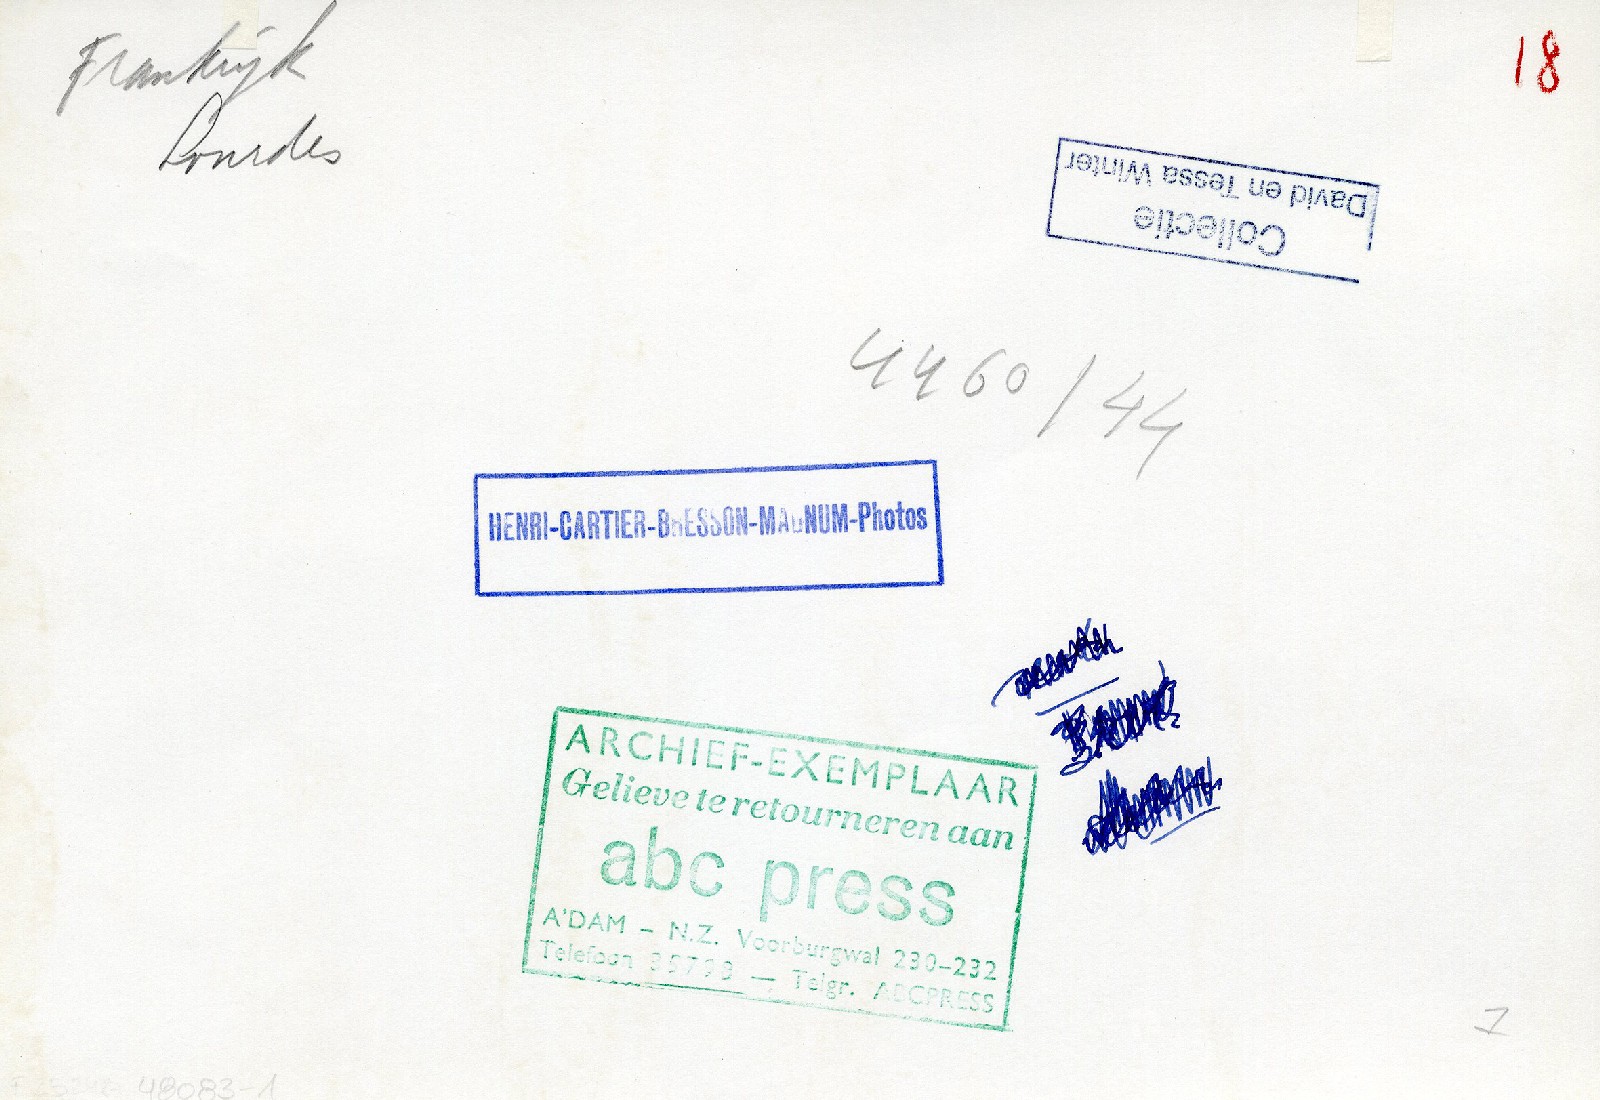 Frankrijk
Lourdes
18
Collectie
David en Tessa Winter
4460/44
HENRI-CARTIER-BRESSON-MAGNUM-Photos
ARCHIEF-EXEMPLAAR
Gelieve te retourneren aan
abc press
A'DAM – N.Z. Voorburgwal 230-232
Telefoon — Telgr. ABCPRESS
48083-1